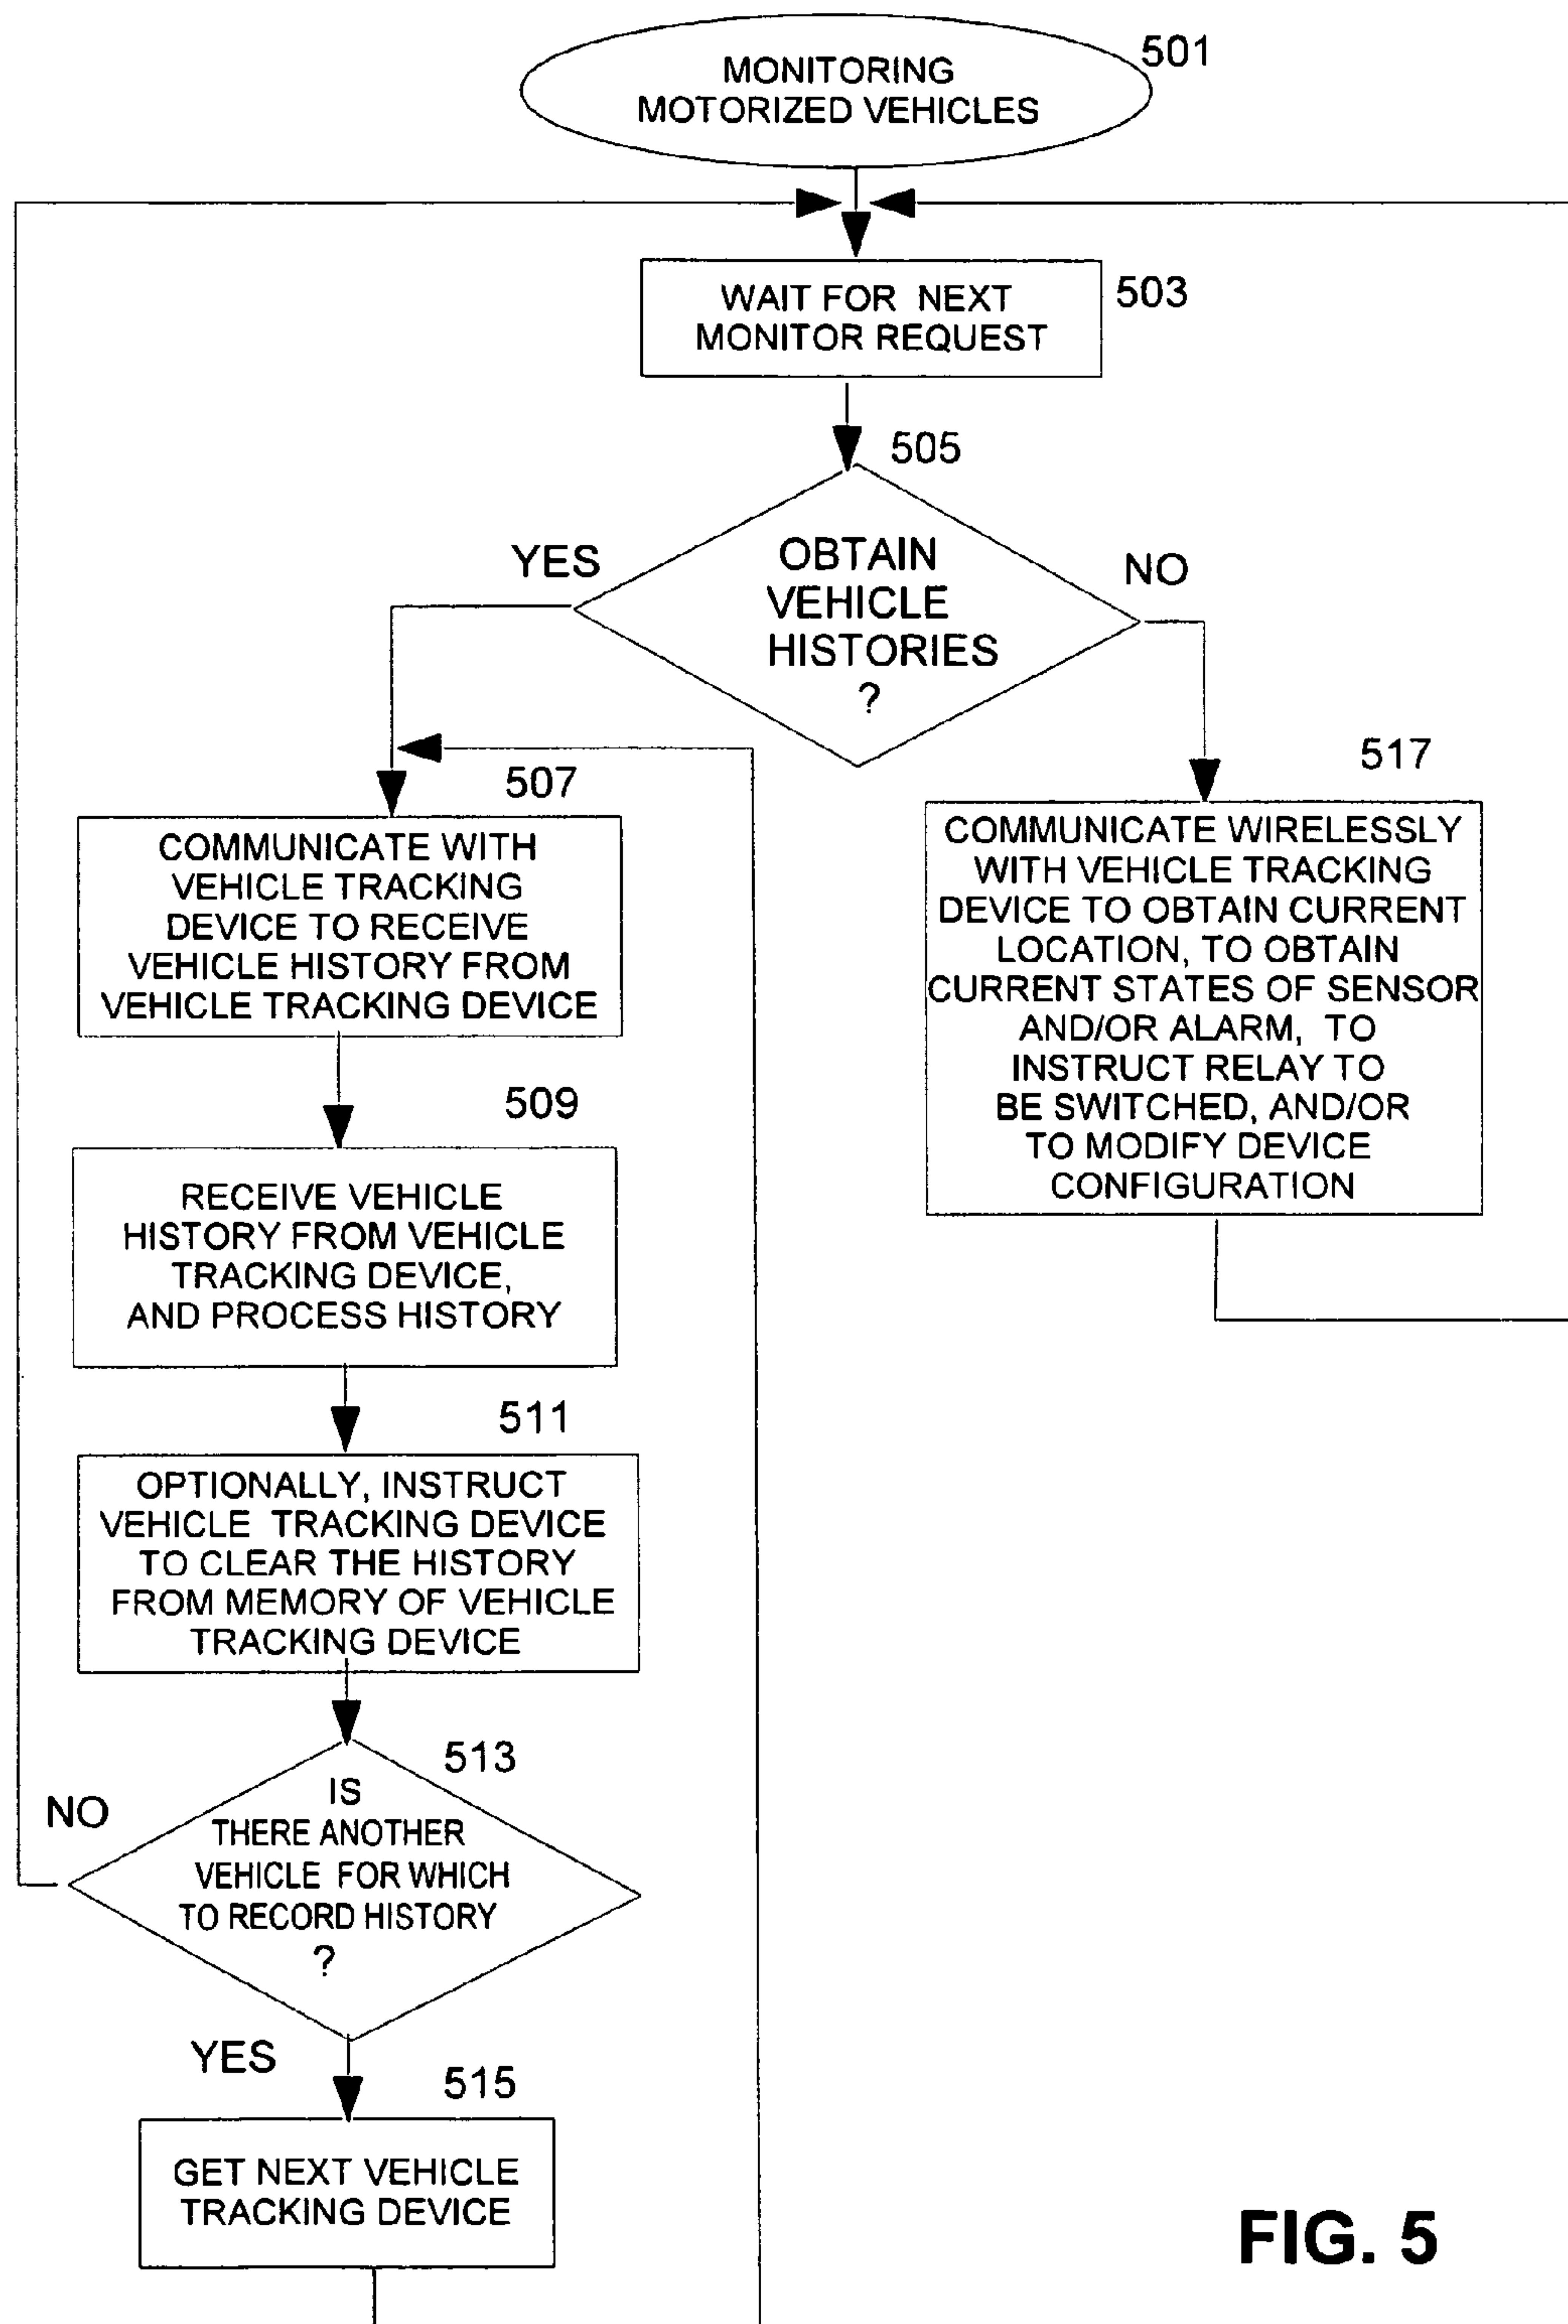 MONITORING
MOTORIZED VEHICLES
501
WAIT FOR NEXT
MONITOR REQUEST
503
505
OBTAIN
VEHICLE
HISTORIES
?
YES
NO
507
COMMUNICATE WITH
VEHICLE TRACKING
DEVICE TO RECEIVE
VEHICLE HISTORY FROM
VEHICLE TRACKING DEVICE
517
COMMUNICATE WIRELESSLY
WITH VEHICLE TRACKING
DEVICE TO OBTAIN CURRENT
LOCATION, TO OBTAIN
CURRENT STATES OF SENSOR
AND/OR ALARM, TO
INSTRUCT RELAY TO
BE SWITCHED, AND/OR
TO MODIFY DEVICE
CONFIGURATION
509
RECEIVE VEHICLE
HISTORY FROM VEHICLE
TRACKING DEVICE,
AND PROCESS HISTORY
511
OPTIONALLY, INSTRUCT
VEHICLE TRACKING DEVICE
TO CLEAR THE HISTORY
FROM MEMORY OF VEHICLE
TRACKING DEVICE
513
IS
THERE ANOTHER
VEHICLE FOR WHICH
TO RECORD HISTORY
?
NO
YES
515
GET NEXT VEHICLE
TRACKING DEVICE
FIG. 5